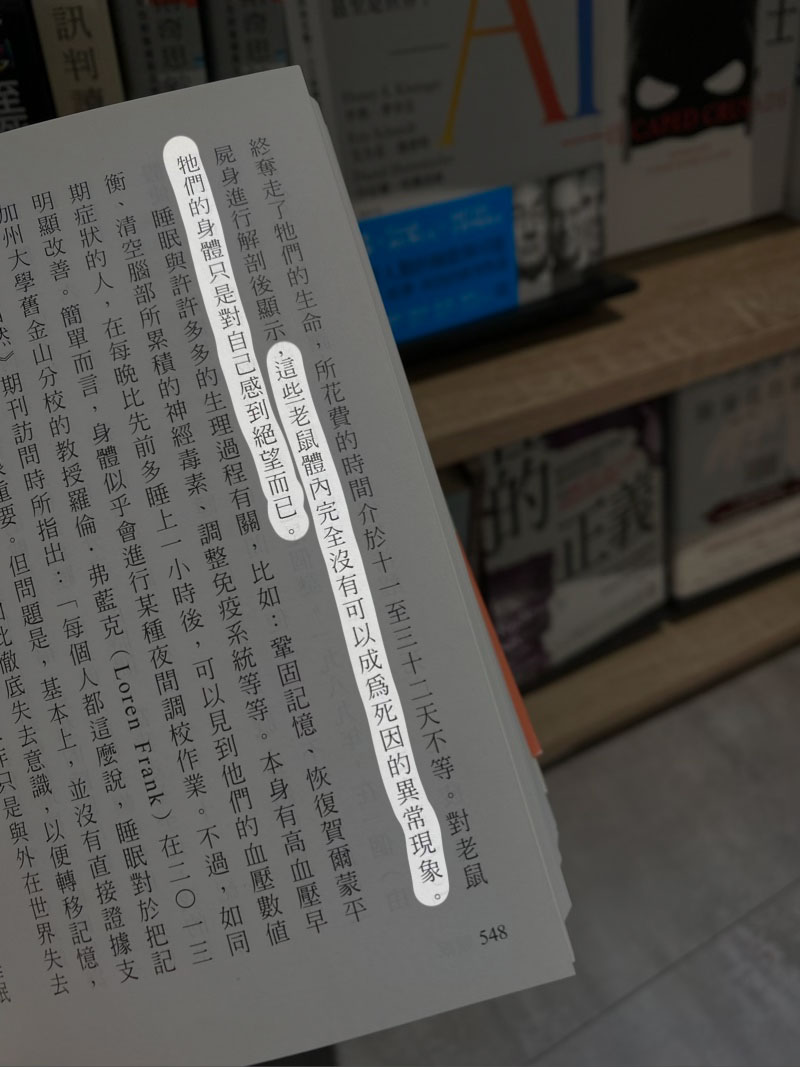 終奪走了牠們的生命，所花費的時間介於十一至三十二天不等。對老鼠
屍身進行解剖後顯示，這些老鼠體內完全沒有可以成爲死因的異常現象。
牠們的身體只是對自己感到絕望而已。
睡眠與許許多多的生理過程有關，比如：鞏固記憶、恢復賀爾蒙平
衡、清空腦部所累積的神經毒素、調整免疫系統等等。本身有高血壓早
期症狀的人，在每晚比先前多睡上一小時後，可以見到他們的血壓數值
明顯改善。簡單而言，身體似乎會進行某種夜間調校作業。不過，如同
加州大學舊金山分校的教授羅倫．弗藍克（Loren Frank）在二〇一三
》期刊訪問時所指出：「每個人都這麼說，睡眠對於把記
重要。但問題是，基本上，並沒有直接證據支
此徹底失去意識，以便轉移記憶，
只是與外在世界失去
548
AI
CAPED CRUSADE
的正義
訊判讀